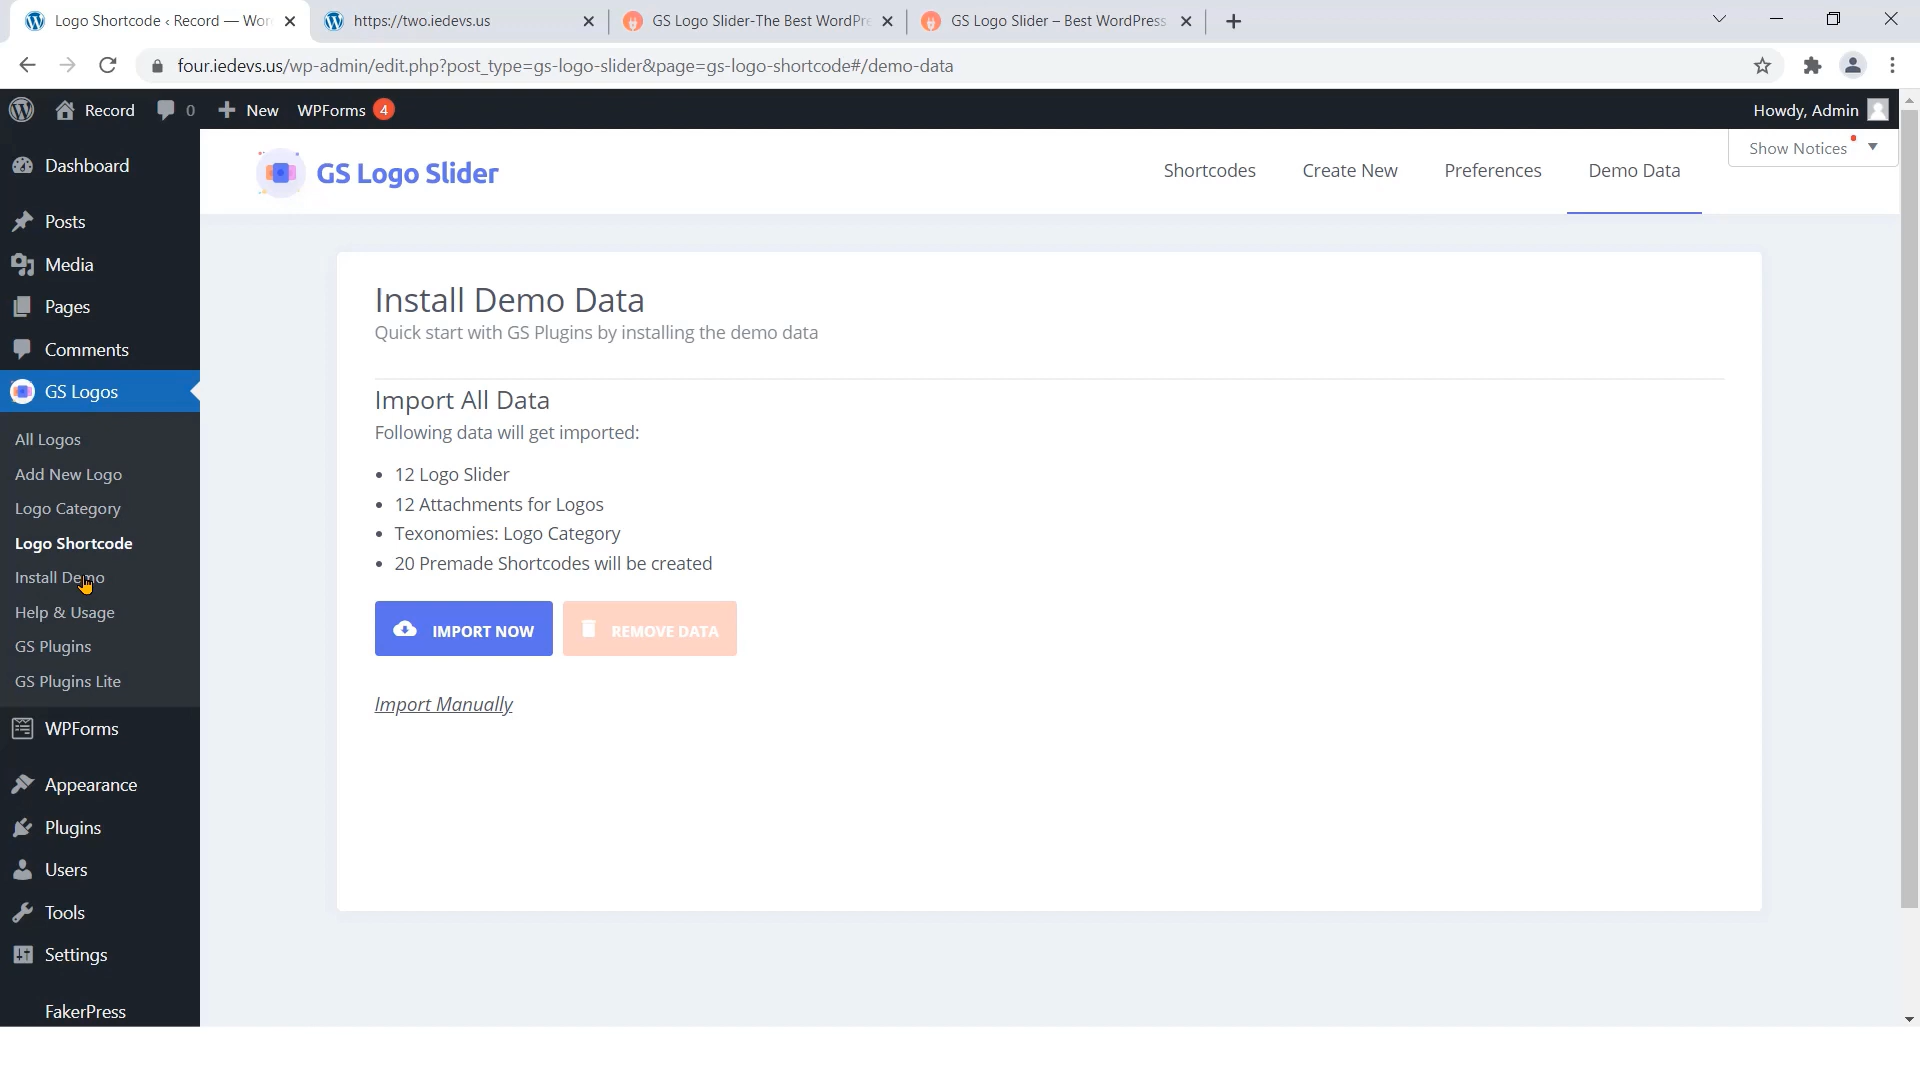 Logo Shortcode ‹ Record — Wor
https://two.iedevs.us
GS Logo Slider-The Best WordPre
GS Logo Slider – Best WordPress
four.iedevs.us/wp-admin/edit.php?post_type=gs-logo-slider&page=gs-logo-shortcode#/demo-data
Record 0 New WPForms 4
Howdy, Admin
Dashboard
Posts
Media
Pages
Comments
GS Logos
All Logos
Add New Logo
Logo Category
Logo Shortcode
Install Demo
Help & Usage
GS Plugins
GS Plugins Lite
WPForms
Appearance
Plugins
Users
Tools
Settings
FakerPress
GS Logo Slider
Shortcodes Create New Preferences Demo Data
Show Notices
Install Demo Data
Quick start with GS Plugins by installing the demo data
Import All Data
Following data will get imported:
• 12 Logo Slider
• 12 Attachments for Logos
• Texonomies: Logo Category
• 20 Premade Shortcodes will be created
IMPORT NOW
REMOVE DATA
Import Manually